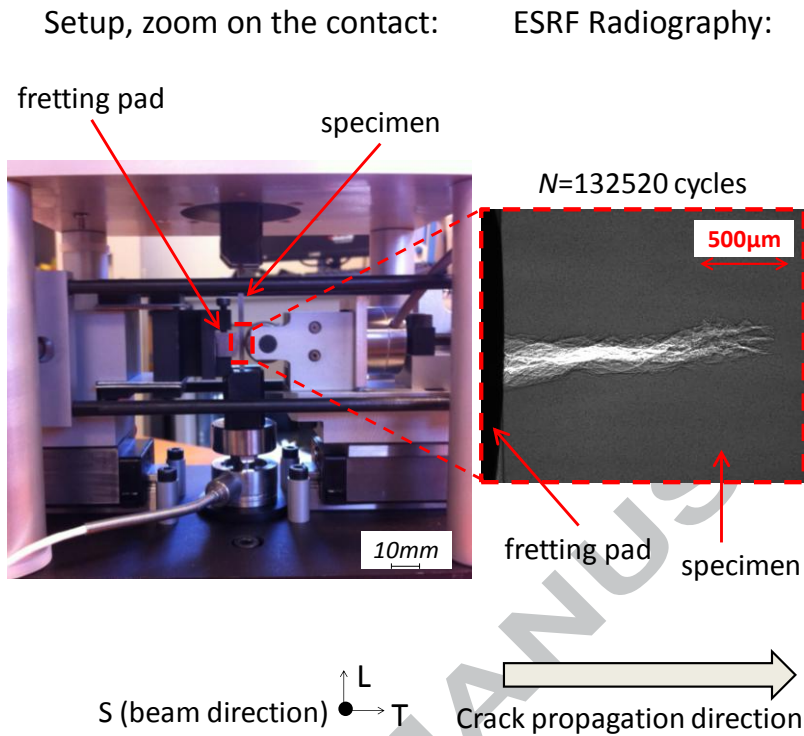 Setup, zoom on the contact:
ESRF Radiography:
fretting pad
specimen
N=132520 cycles
500µm
10mm
fretting pad
specimen
L
S (beam direction)
T
Crack propagation direction